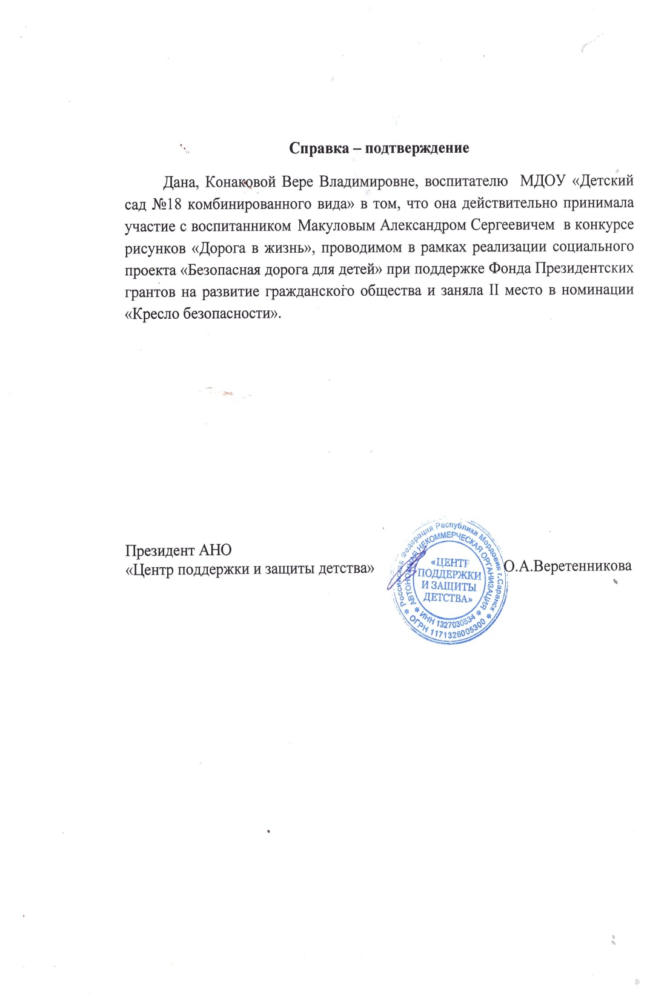 Справка – подтверждение
Дана, Конаковой Вере Владимировне, воспитателю МДОУ «Детский
сад №18 комбинированного вида» в том, что она действительно принимала
участие с воспитанником Макуловым Александром Сергеевичем в конкурсе
рисунков «Дорога в жизнь», проводимом в рамках реализации социального
проекта «Безопасная дорога для детей» при поддержке Фонда Президентских
грантов на развитие гражданского общества и заняла II место в номинации
«Кресло безопасности».
Президент АНО
«Центр поддержки и защиты детства»
О.А.Веретенникова
Российская Федерация Республика Мордовия г.Саранск
АВТОНОМНАЯ НЕКОММЕРЧЕСКАЯ ОРГАНИЗАЦИЯ
«ЦЕНТР
ПОДДЕРЖКИ
И ЗАЩИТЫ
ДЕТСТВА»
* ИНН 1327030534 *
* ОГРН 1171326005300 *